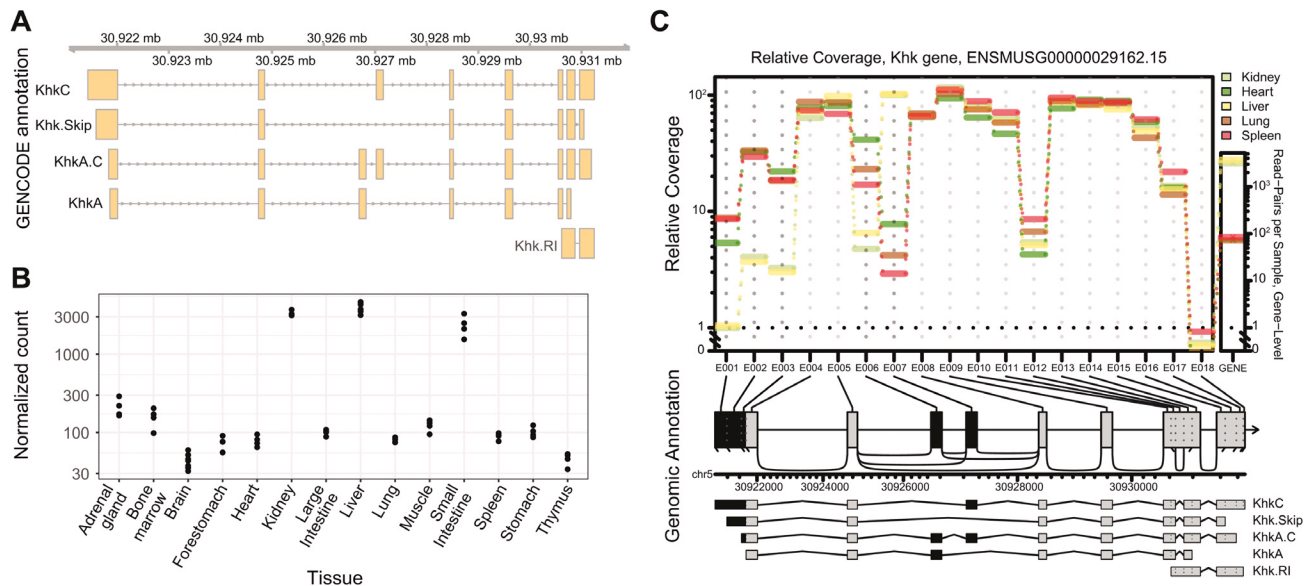 A
30.922 mb 30.924 mb 30.926 mb 30.928 mb 30.93 mb
30.923 mb 30.925 mb 30.927 mb 30.929 mb 30.931 mb
GENCODE annotation
KhkC
Khk.Skip
KhkA.C
KhkA
Khk.RI
B
Normalized count
3000
1000
300
100
30
Adrenal gland
Bone marrow
Brain
Forestomach
Heart
Kidney
Large Intestine
Liver
Lung
Muscle
Small Intestine
Spleen
Stomach
Thymus
Tissue
C
Relative Coverage, Khk gene, ENSMUSG00000029162.15
Kidney
Heart
Liver
Lung
Spleen
Relative Coverage
10²
10
1
0
Read−Pairs per Sample, Gene−Level
10³
10²
10
1
0
E001 E002 E003 E004 E005 E006 E007 E008 E009 E010 E011 E012 E013 E014 E015 E016 E017 E018 GENE
Genomic Annotation
chr5
30922000 30924000 30926000 30928000 30930000
KhkC
Khk.Skip
KhkA.C
KhkA
Khk.RI